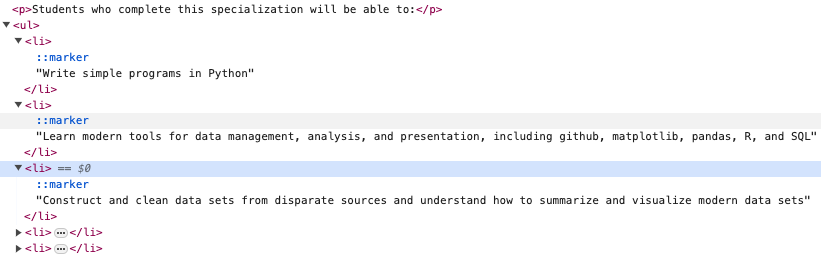 <p>Students who complete this specialization will be able to:</p>
▼<ul>
▼<li>
::marker
"Write simple programs in Python"
</li>
▼<li>
::marker
"Learn modern tools for data management, analysis, and presentation, including github, matplotlib, pandas, R, and SQL"
</li>
▼<li> == $0
::marker
"Construct and clean data sets from disparate sources and understand how to summarize and visualize modern data sets"
</li>
▶<li>⋯</li>
▶<li>⋯</li>